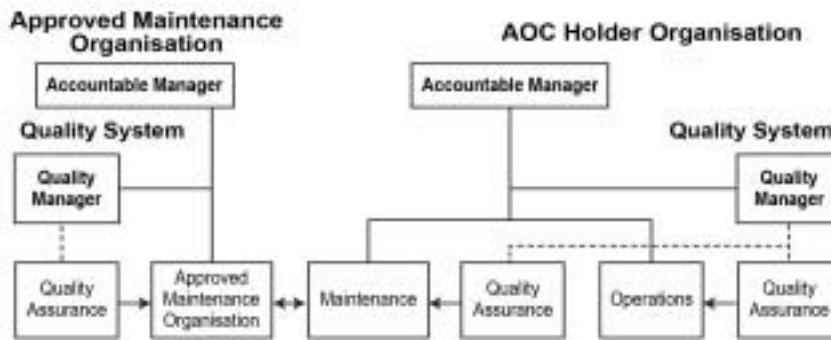 Approved Maintenance
Organisation
AOC Holder Organisation
Accountable Manager
Accountable Manager
Quality System
Quality System
Quality
Manager
Quality
Manager
Quality
Assurance
Approved
Maintenance
Organisation
Maintenance
Quality
Assurance
Operations
Quality
Assurance